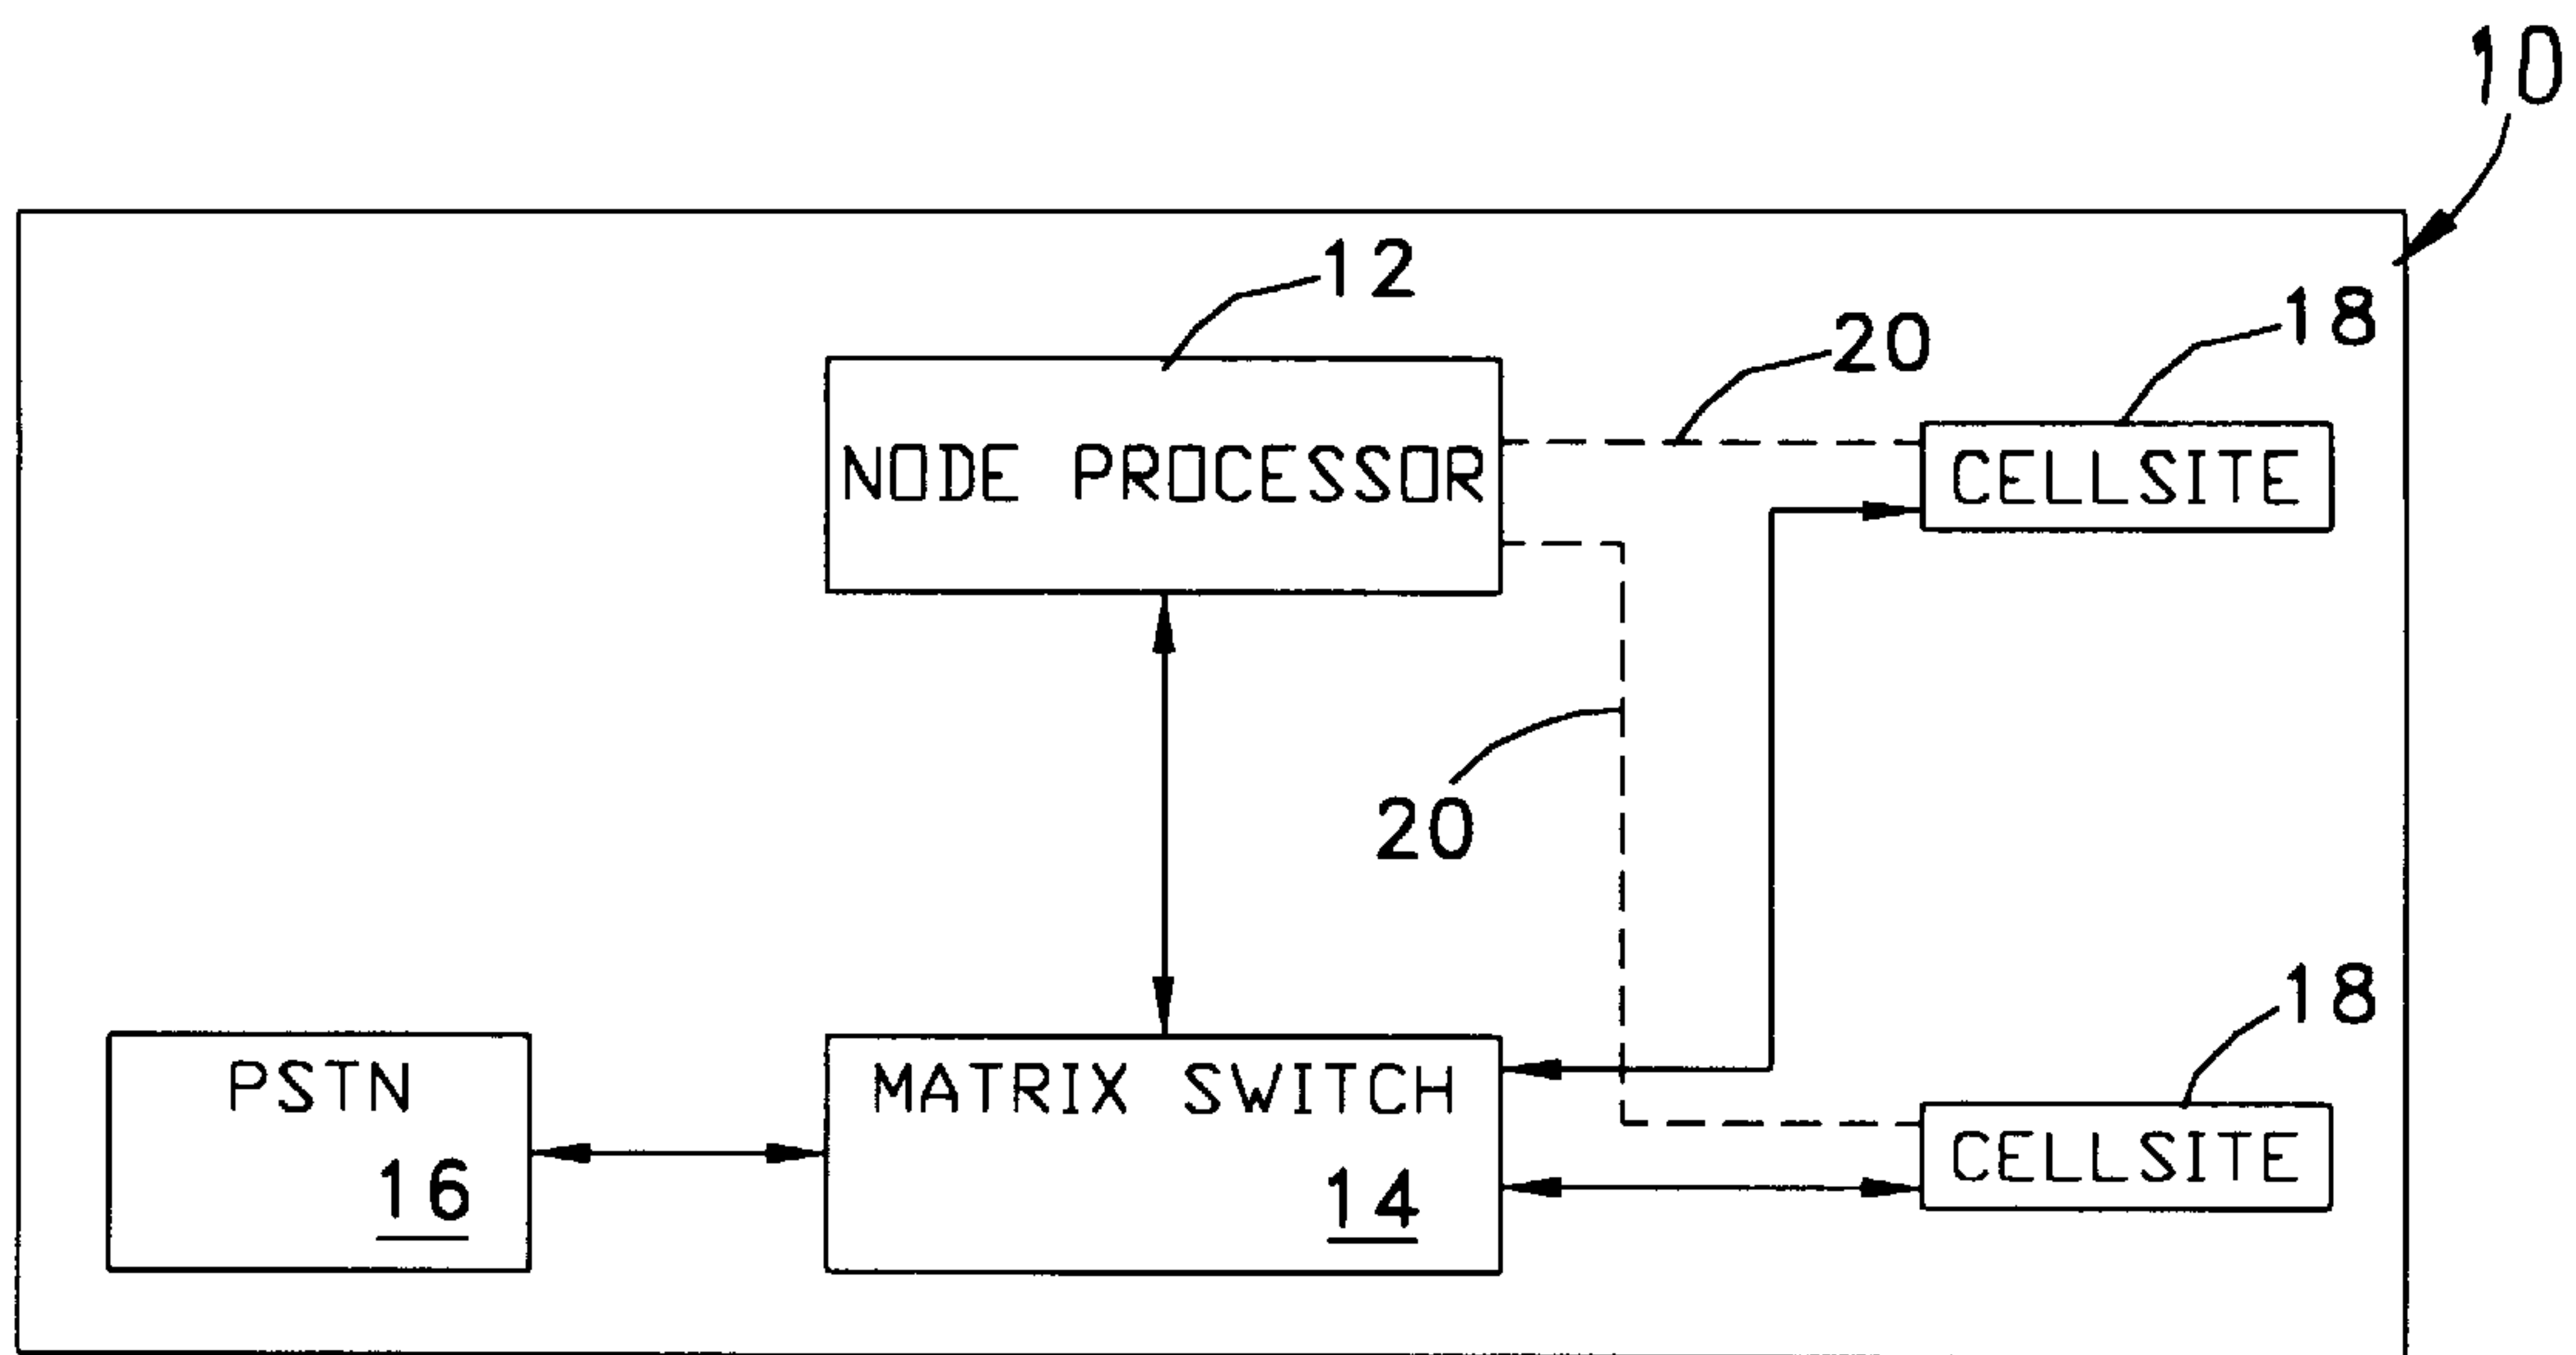 10
12
18
20
NODE PROCESSOR
CELLSITE
20
18
PSTN
MATRIX SWITCH
CELLSITE
16
14